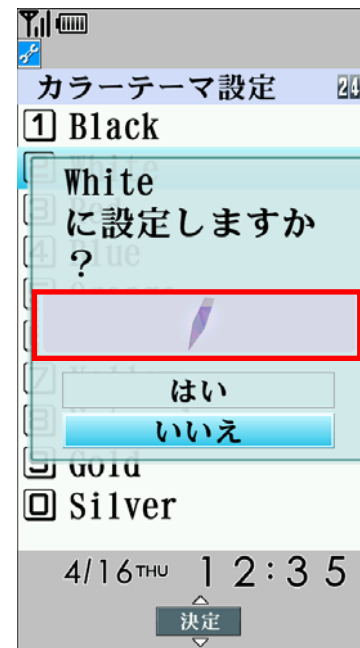 カラーテーマ設定 24
1 Black
White
に設定しますか
?
はい
いいえ
9 Gold
0 Silver
4/16THU 12:35
決定